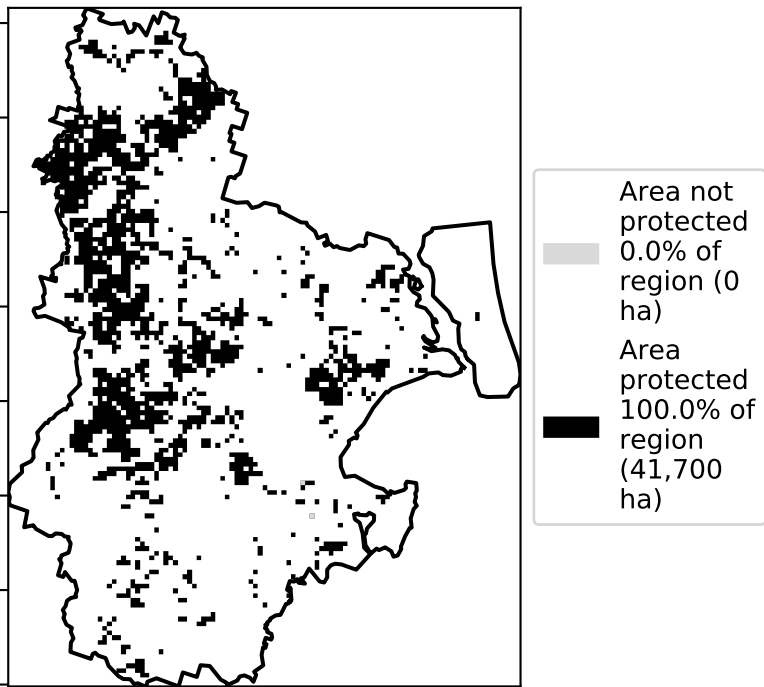 Area not
protected
0.0% of
region (0
ha)
Area
protected
100.0% of
region
(41,700
ha)